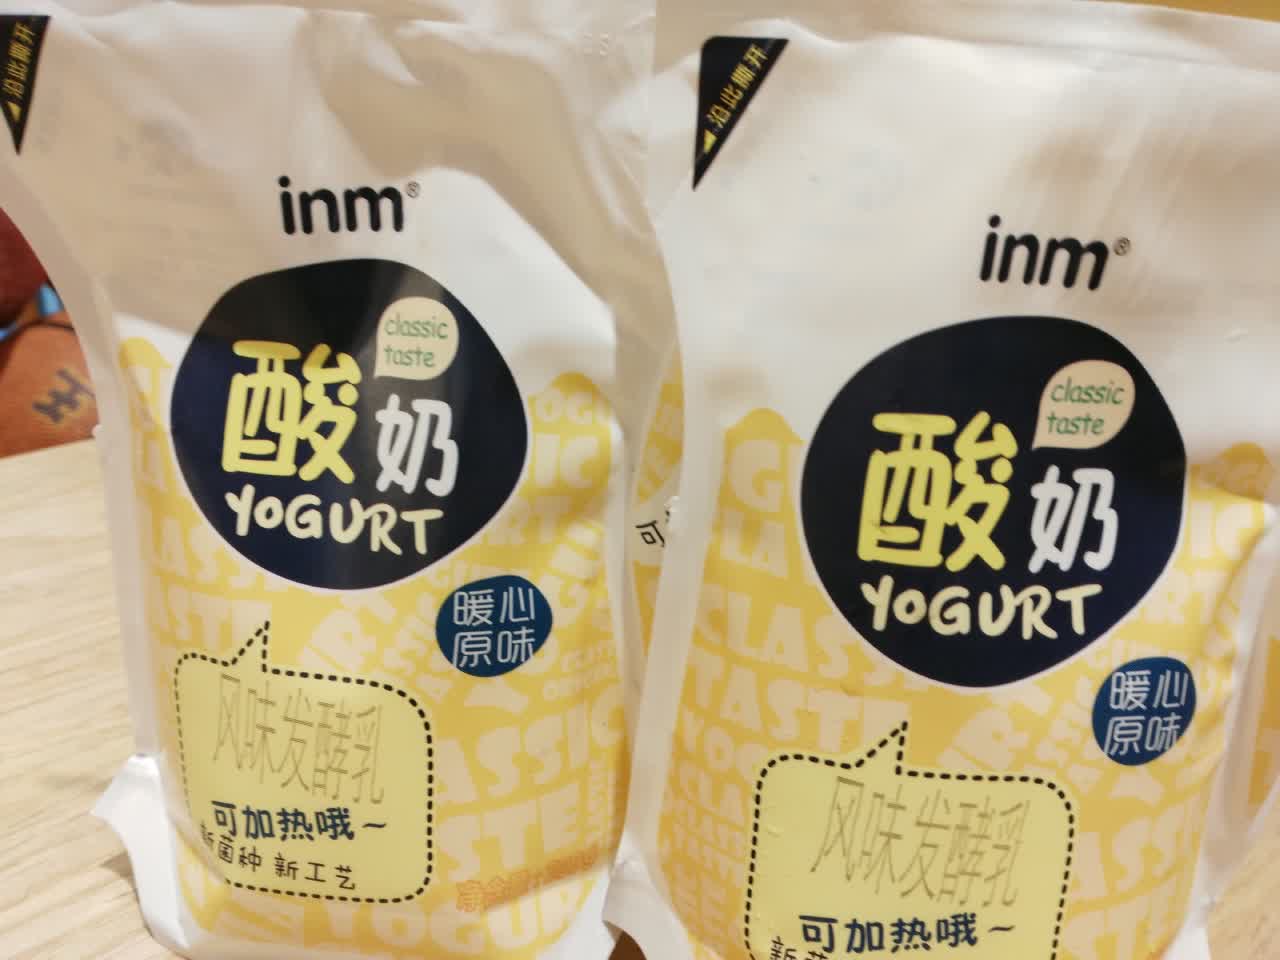 沿此撕开
inm®
classic
taste
酸奶
YOGURT
暖心
原味
风味发酵乳
可加热哦~
新菌种 新工艺
沿此撕开
inm®
classic
taste
酸奶
YOGURT
暖心
原味
风味发酵乳
可加热哦~